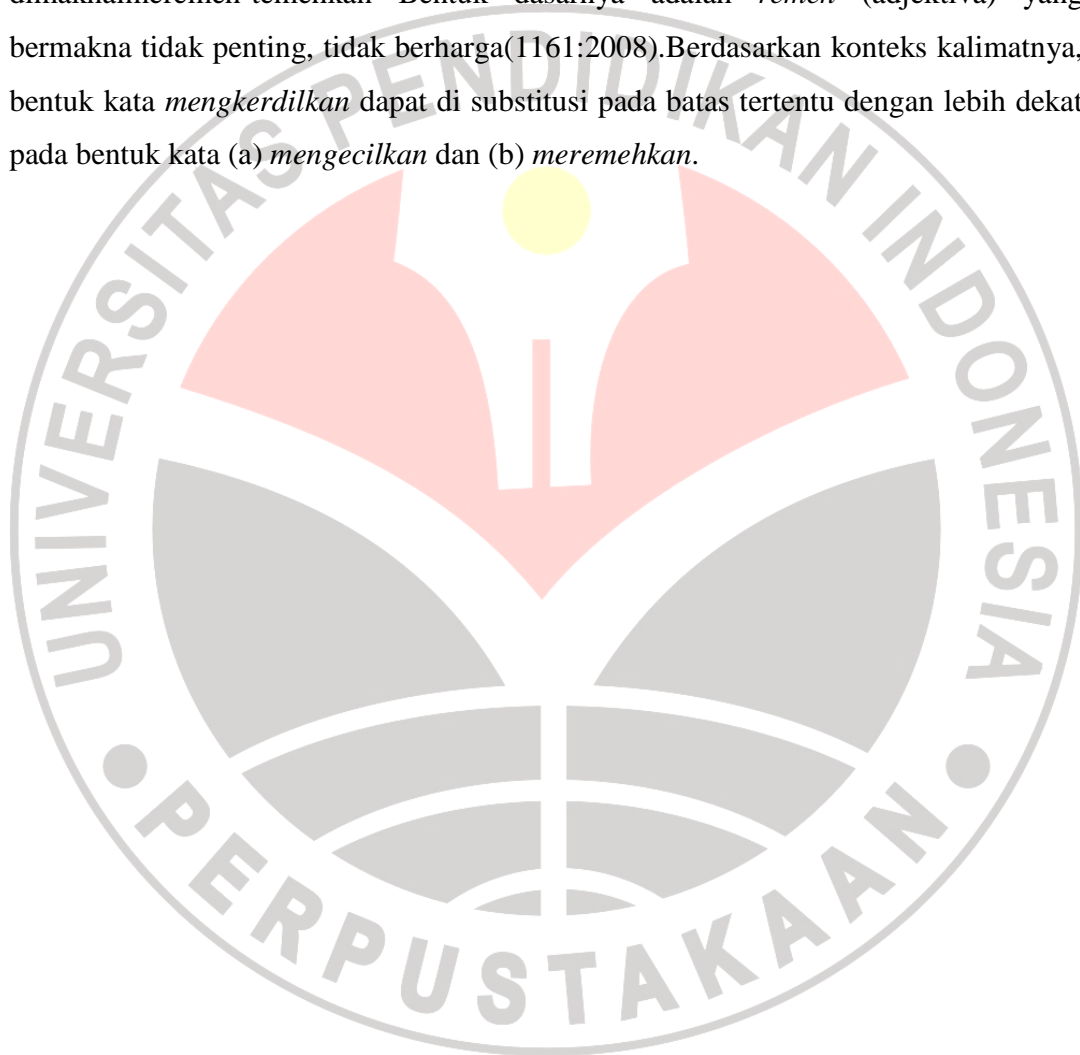 bermakna tidak penting, tidak berharga(1161:2008).Berdasarkan konteks kalimatnya,
bentuk kata mengkerdilkan dapat di substitusi pada batas tertentu dengan lebih dekat
pada bentuk kata (a) mengecilkan dan (b) meremehkan.
UNIVERSITAS PENDIDIKAN INDONESIA
PERPUSTAKAAN